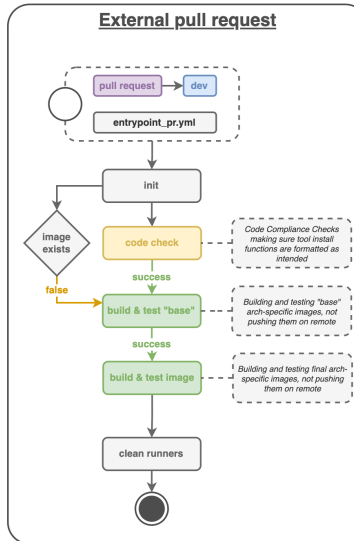 External pull request
pull request
dev
entrypoint_pr.yml
init
image
exists
code check
Code Compliance Checks
making sure tool install
functions are formatted as
intended
false
success
build & test "base"
Building and testing "base"
arch-specific images, not
pushing them on remote
success
build & test image
Building and testing final arch-
specific images, not pushing
them on remote
clean runners